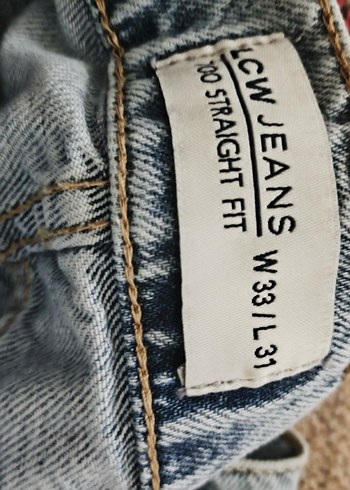 LCW JEANS
700 STRAIGHT FIT
W 33 / L 31